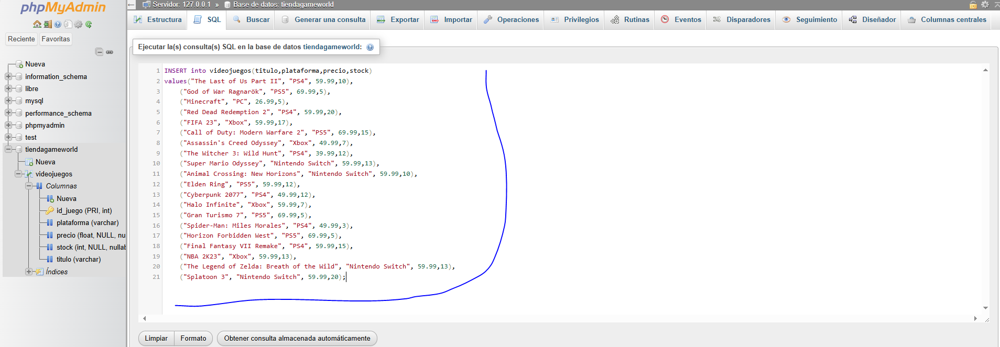 phpMyAdmin
Reciente Favoritas
Nueva
information_schema
libre
mysql
performance_schema
phpmyadmin
test
tiendagameworld
Nueva
videojuegos
Columnas
Nueva
id_juego (PRI, int)
plataforma (varchar)
precio (float, NULL, nu
stock (int, NULL, nullab
titulo (varchar)
Índices
Servidor: 127.0.0.1 » Base de datos: tiendagameworld
Estructura SQL Buscar Generar una consulta Exportar Importar Operaciones Privilegios Rutinas Eventos Disparadores Seguimiento Diseñador Columnas centrales
Ejecutar la(s) consulta(s) SQL en la base de datos tiendagameworld:
1 INSERT into videojuegos(titulo,plataforma,precio,stock)
2 values("The Last of Us Part II", "PS4", 59.99,10),
3 ("God of War Ragnarök", "PS5", 69.99,5),
4 ("Minecraft", "PC", 26.99,5),
5 ("Red Dead Redemption 2", "PS4", 59.99,20),
6 ("FIFA 23", "Xbox", 59.99,17),
7 ("Call of Duty: Modern Warfare 2", "PS5", 69.99,15),
8 ("Assassin's Creed Odyssey", "Xbox", 49.99,7),
9 ("The Witcher 3: Wild Hunt", "PS4", 39.99,12),
10 ("Super Mario Odyssey", "Nintendo Switch", 59.99,13),
11 ("Animal Crossing: New Horizons", "Nintendo Switch", 59.99,10),
12 ("Elden Ring", "PS5", 59.99,12),
13 ("Cyberpunk 2077", "PS4", 49.99,12),
14 ("Halo Infinite", "Xbox", 59.99,7),
15 ("Gran Turismo 7", "PS5", 69.99,5),
16 ("Spider-Man: Miles Morales", "PS4", 49.99,3),
17 ("Horizon Forbidden West", "PS5", 69.99,5),
18 ("Final Fantasy VII Remake", "PS4", 59.99,15),
19 ("NBA 2K23", "Xbox", 59.99,13),
20 ("The Legend of Zelda: Breath of the Wild", "Nintendo Switch", 59.99,13),
21 ("Splatoon 3", "Nintendo Switch", 59.99,20);
Limpiar Formato Obtener consulta almacenada automáticamente